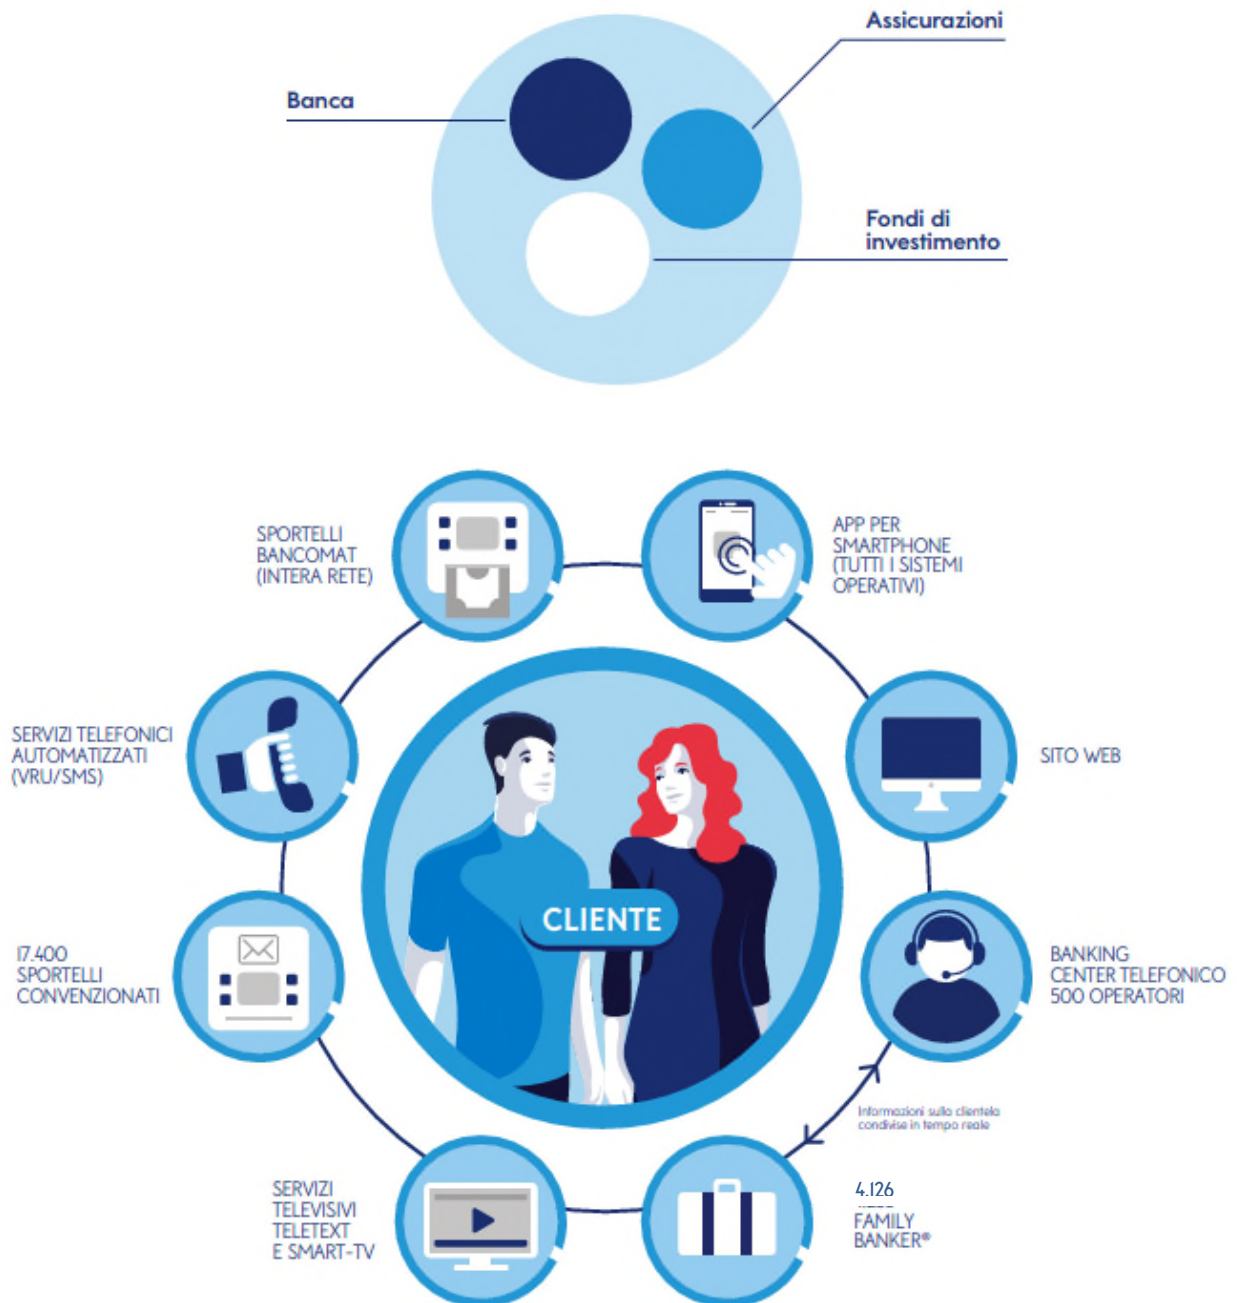 Assicurazioni
Banca
Fondi di
investimento
SPORTELLI
BANCOMAT
(INTERA RETE)
APP PER
SMARTPHONE
(TUTTI I SISTEMI
OPERATIVI)
SERVIZI TELEFONICI
AUTOMATIZZATI
(VRU/SMS)
SITO WEB
CLIENTE
17.400
SPORTELLI
CONVENZIONATI
BANKING
CENTER TELEFONICO
500 OPERATORI
Informazioni sulla clientela
condivise in tempo reale
SERVIZI
TELEVISIVI
TELETEXT
E SMART-TV
4.126
FAMILY
BANKER®